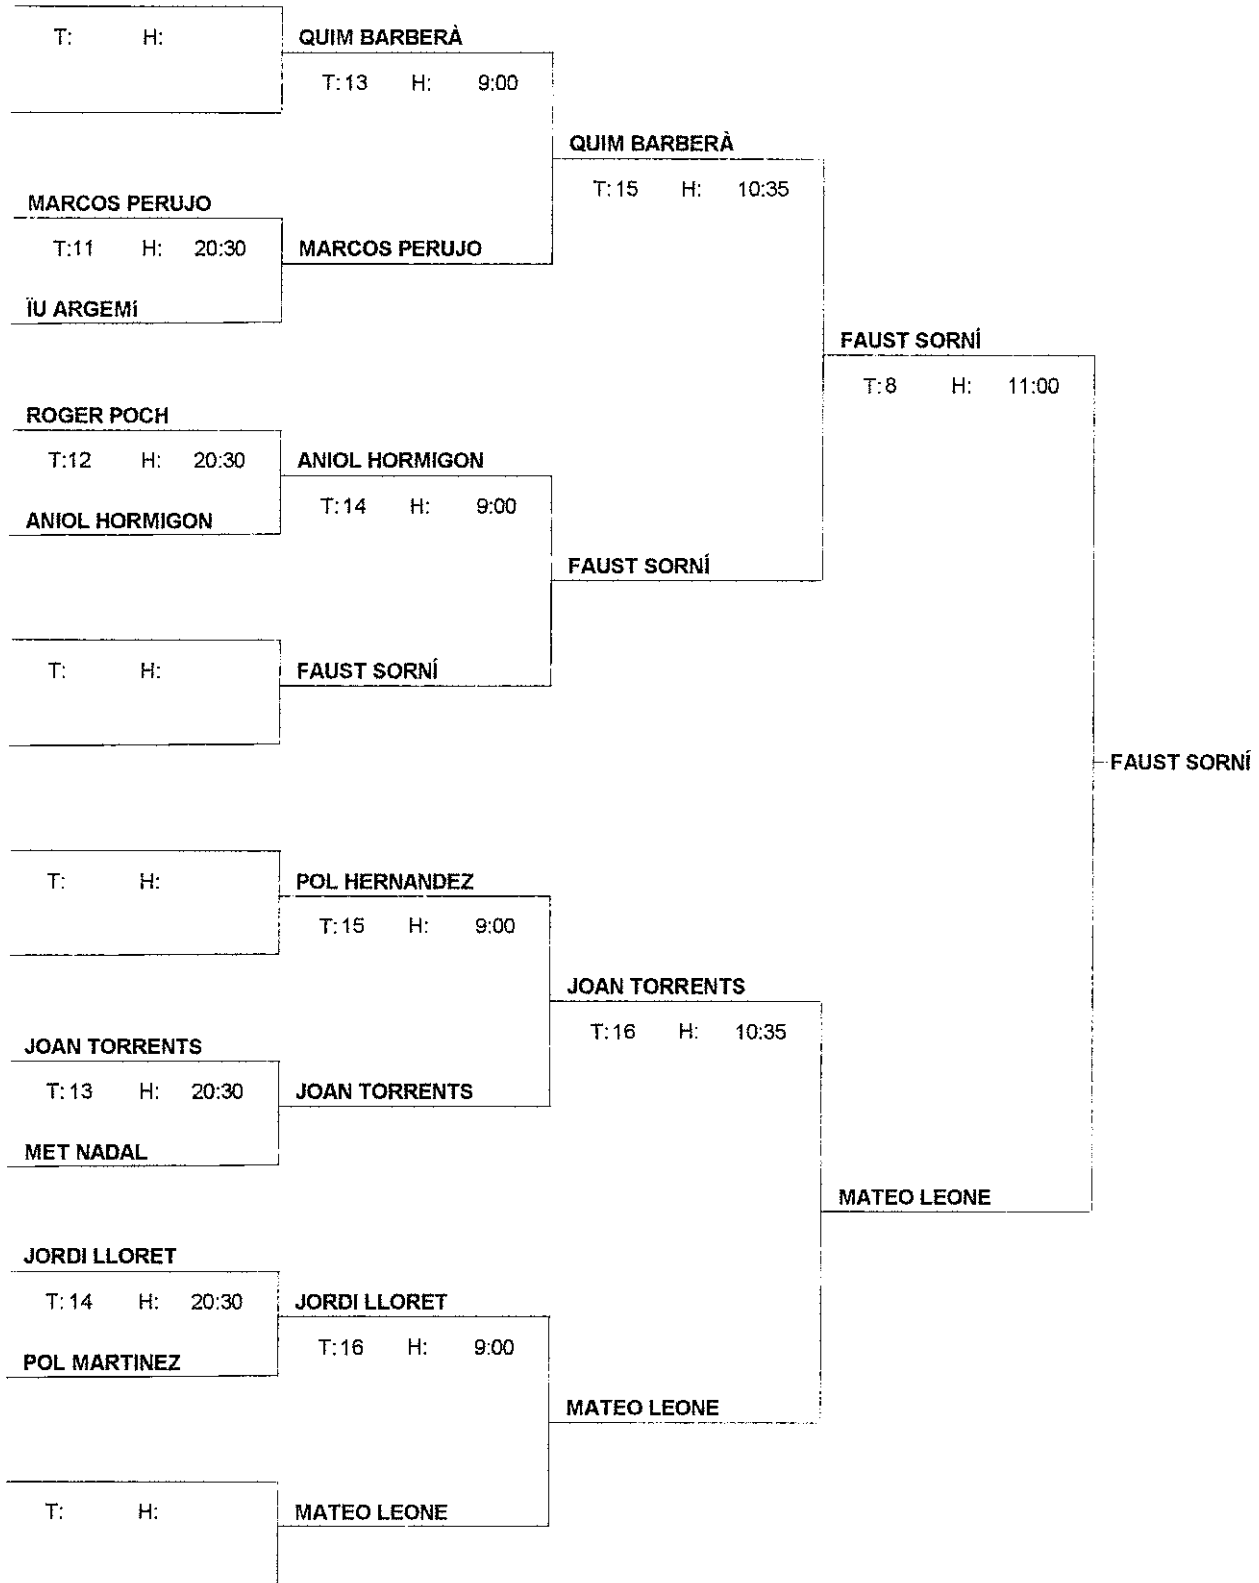 T: H:
QUIM BARBERÀ
T:13 H: 9:00
QUIM BARBERÀ
T:15 H: 10:35
MARCOS PERUJO
T:11 H: 20:30
MARCOS PERUJO
ÏU ARGEMÍ
FAUST SORNÍ
T:8 H: 11:00
ROGER POCH
T:12 H: 20:30
ANIOL HORMIGON
T:14 H: 9:00
ANIOL HORMIGON
FAUST SORNÍ
T: H:
FAUST SORNÍ
FAUST SORNÍ
T: H:
POL HERNANDEZ
T:15 H: 9:00
JOAN TORRENTS
T:16 H: 10:35
JOAN TORRENTS
T:13 H: 20:30
JOAN TORRENTS
MET NADAL
MATEO LEONE
JORDI LLORET
T:14 H: 20:30
JORDI LLORET
T:16 H: 9:00
POL MARTINEZ
MATEO LEONE
T: H:
MATEO LEONE